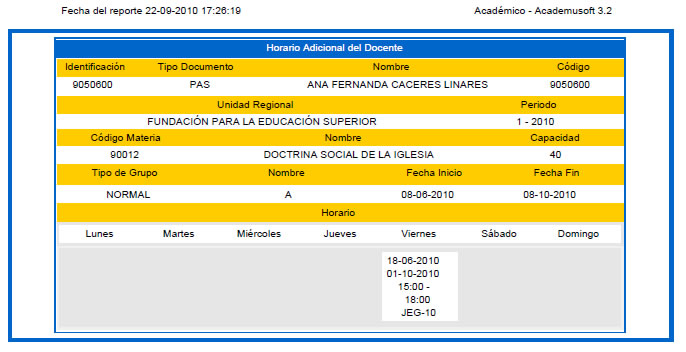 Fecha del reporte 22-09-2010 17:26:19 Académico - Academusoft 3.2
Horario Adicional del Docente
Identificación Tipo Documento Nombre Código
9050600 PAS ANA FERNANDA CACERES LINARES 9050600
Unidad Regional Periodo
FUNDACIÓN PARA LA EDUCACIÓN SUPERIOR 1 - 2010
Código Materia Nombre Capacidad
90012 DOCTRINA SOCIAL DE LA IGLESIA 40
Tipo de Grupo Nombre Fecha Inicio Fecha Fin
NORMAL A 08-06-2010 08-10-2010
Horario
Lunes Martes Miércoles Jueves Viernes Sábado Domingo
18-06-2010
01-10-2010
15:00 -
18:00
JEG-10